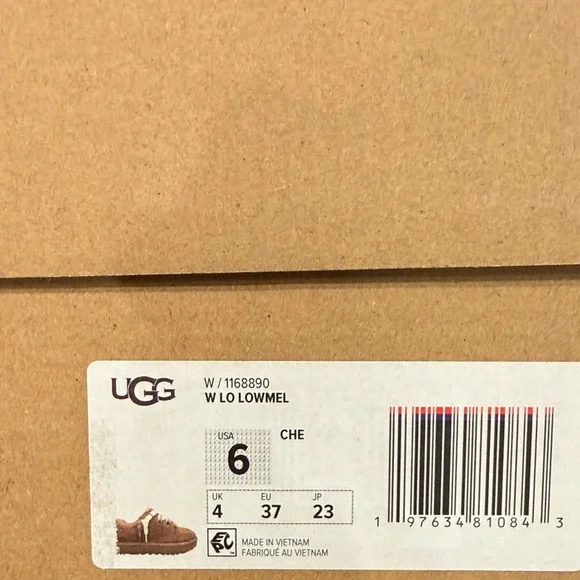 UGG
W / 1168890
W LO LOWMEL
USA
6
CHE
UK EU JP
4 37 23
MADE IN VIETNAM
FABRIQUÉ AU VIETNAM
1 97634 81084 3